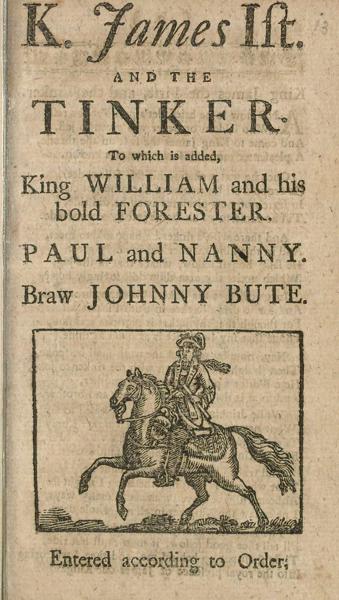 K. James Iſt.
AND THE
TINKER.
To which is added,
King WILLIAM and his
bold FORESTER.
PAUL and NANNY.
Braw JOHNNY BUTE.
Entered according to Order;